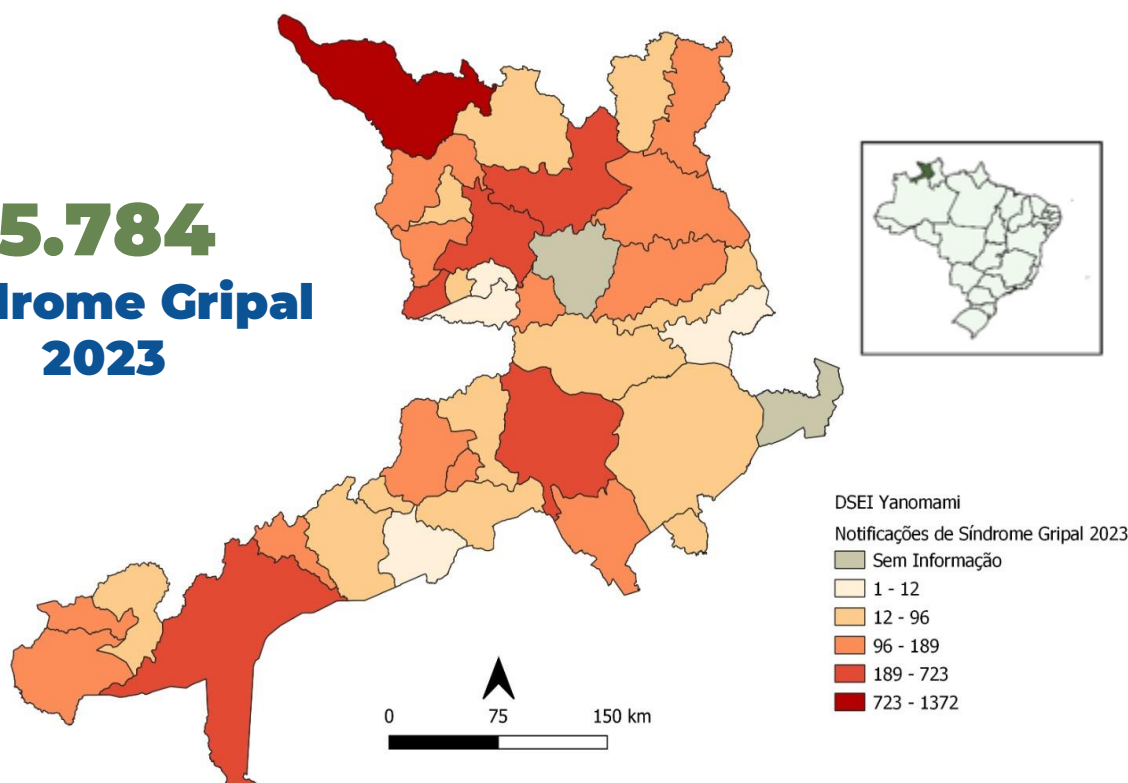 5.784
drome Gripal
2023
DSEI Yanomami
Notificações de Síndrome Gripal 2023
Sem Informação
1 - 12
12 - 96
96 - 189
189 - 723
723 - 1372
0 75 150 km